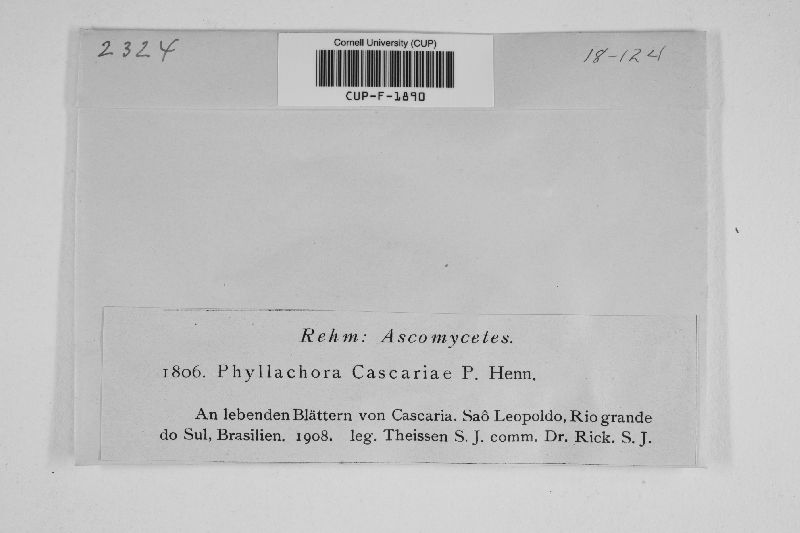 2324
Cornell University (CUP)
18-124
CUP-F-1890
Rehm: Ascomycetes.
1806. Phyllachora Cascariae P. Henn.
An lebenden Blättern von Cascaria. Saô Leopoldo, Rio grande
do Sul, Brasilien. 1908. leg. Theissen S. J. comm. Dr. Rick. S. J.